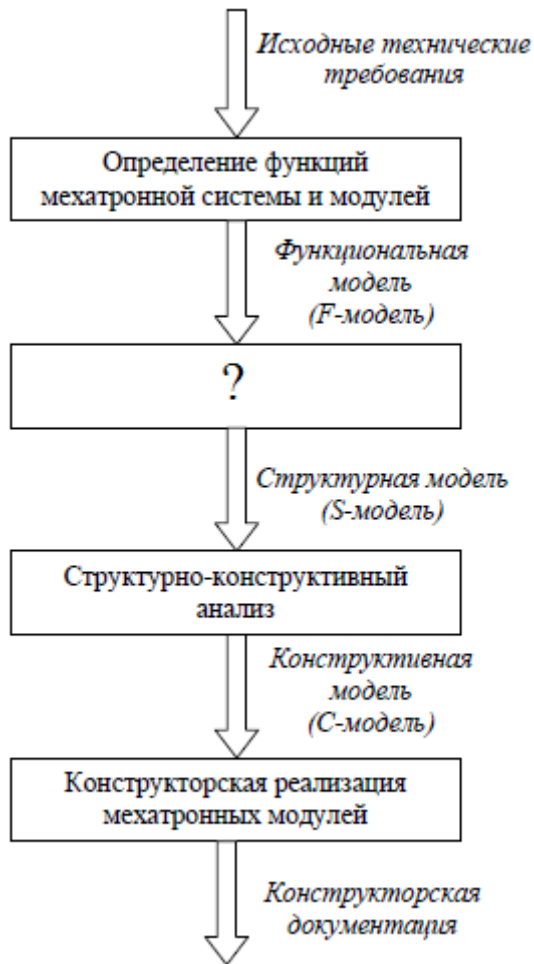 Исходные технические
требования
Определение функций
мехатронной системы и модулей
Функциональная
модель
(F-модель)
?
Структурная модель
(S-модель)
Структурно-конструктивный
анализ
Конструктивная
модель
(С-модель)
Конструкторская реализация
мехатронных модулей
Конструкторская
документация